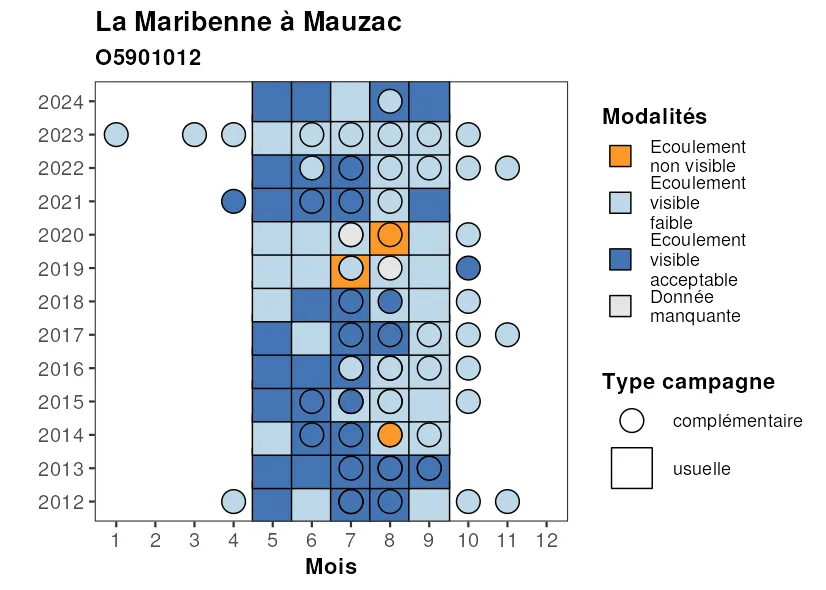 La Maribenne à Mauzac
O5901012
2024
2023
2022
2021
2020
2019
2018
2017
2016
2015
2014
2013
2012
1 2 3 4 5 6 7 8 9 10 11 12
Mois
Modalités
Ecoulement
non visible
Ecoulement
visible
faible
Ecoulement
visible
acceptable
Donnée
manquante
Type campagne
complémentaire
usuelle